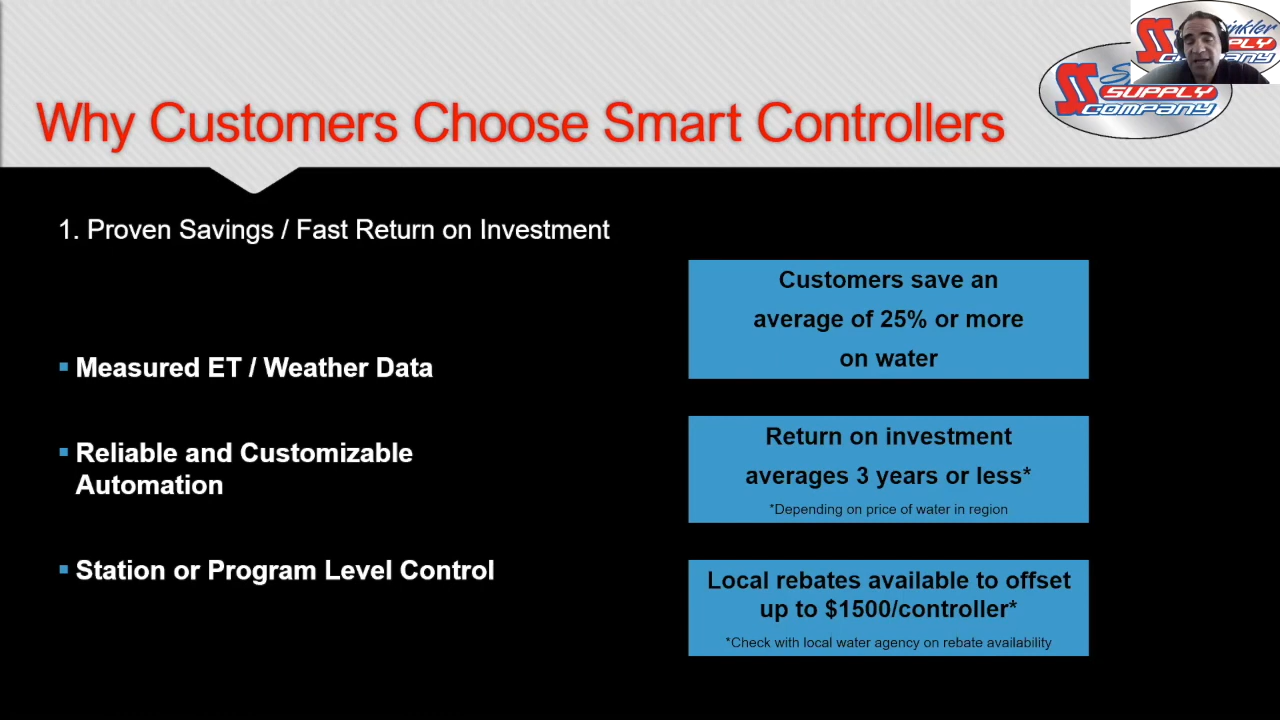 Why Customers Choose Smart Controllers
SS
SUPPLY
COMPANY
1. Proven Savings / Fast Return on Investment
▪ Measured ET / Weather Data
▪ Reliable and Customizable
Automation
▪ Station or Program Level Control
Customers save an
average of 25% or more
on water
Return on investment
averages 3 years or less*
*Depending on price of water in region
Local rebates available to offset
up to $1500/controller*
*Check with local water agency on rebate availability